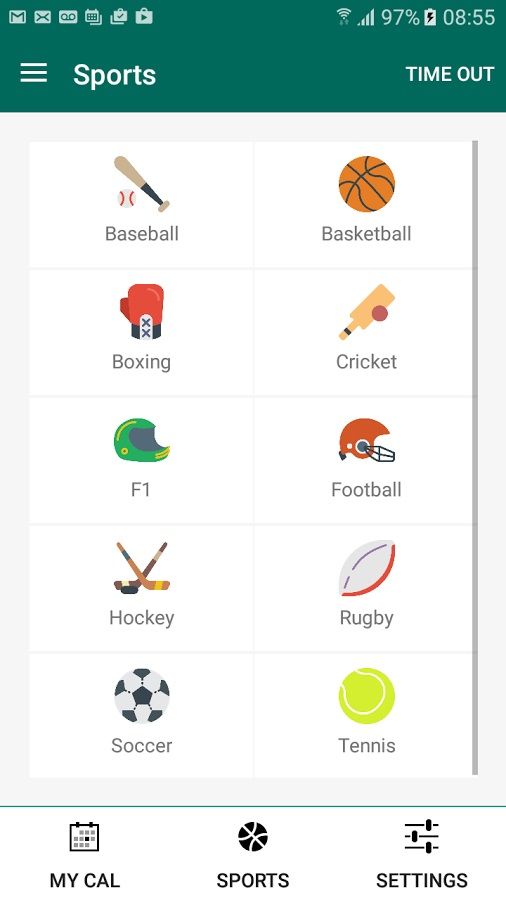 97% 08:55
Sports TIME OUT
Baseball Basketball
Boxing Cricket
F1 Football
Hockey Rugby
Soccer Tennis
MY CAL SPORTS SETTINGS